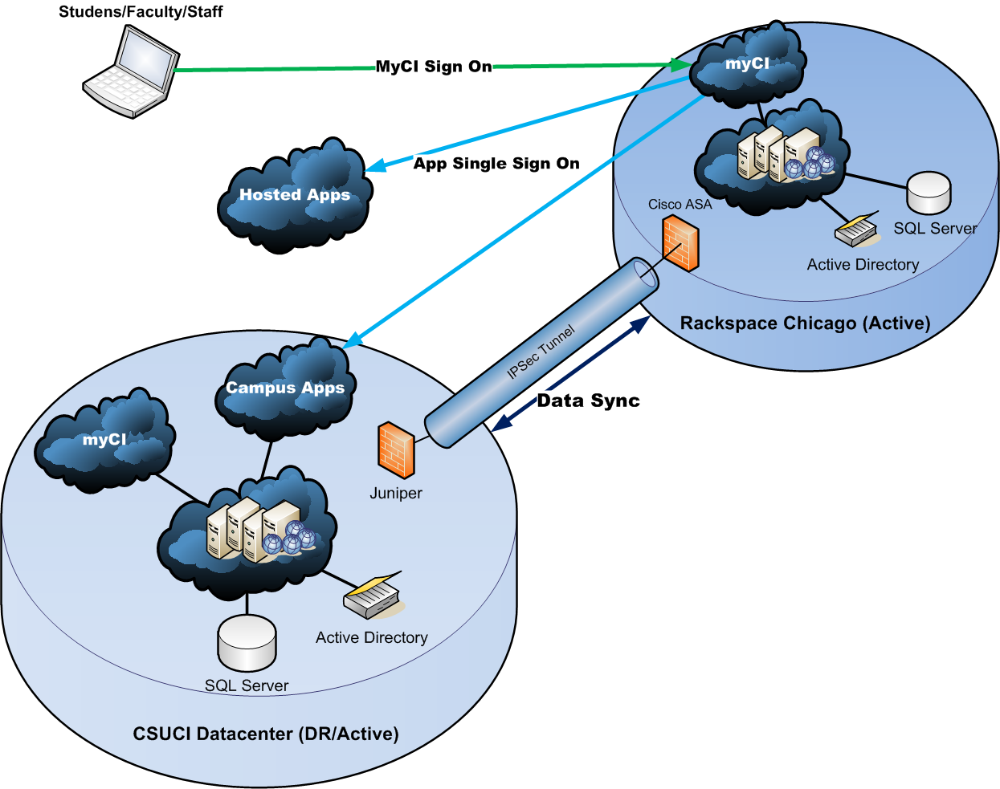 Studens/Faculty/Staff
MyCI Sign On
myCI
App Single Sign On
Hosted Apps
Cisco ASA
SQL Server
Active Directory
Rackspace Chicago (Active)
IPSec Tunnel
Data Sync
Campus Apps
myCI
Juniper
Active Directory
SQL Server
CSUCI Datacenter (DR/Active)